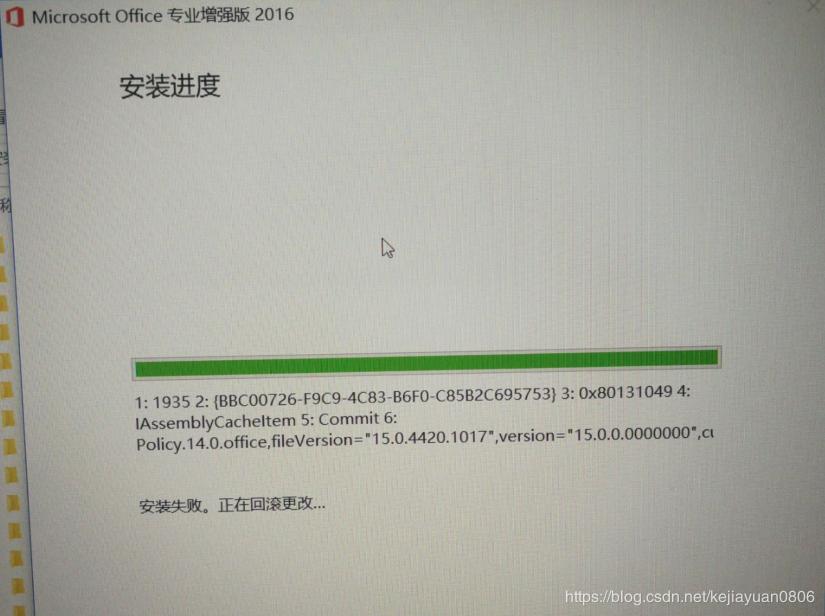 Microsoft Office 专业增强版 2016
安装进度
1: 1935 2: {BBC00726-F9C9-4C83-B6F0-C85B2C695753} 3: 0x80131049 4:
IAssemblyCacheItem 5: Commit 6:
Policy.14.0.office,fileVersion="15.0.4420.1017",version="15.0.0.0000000",cu
安装失败。正在回滚更改...
称
https://blog.csdn.net/kejiayuan0806